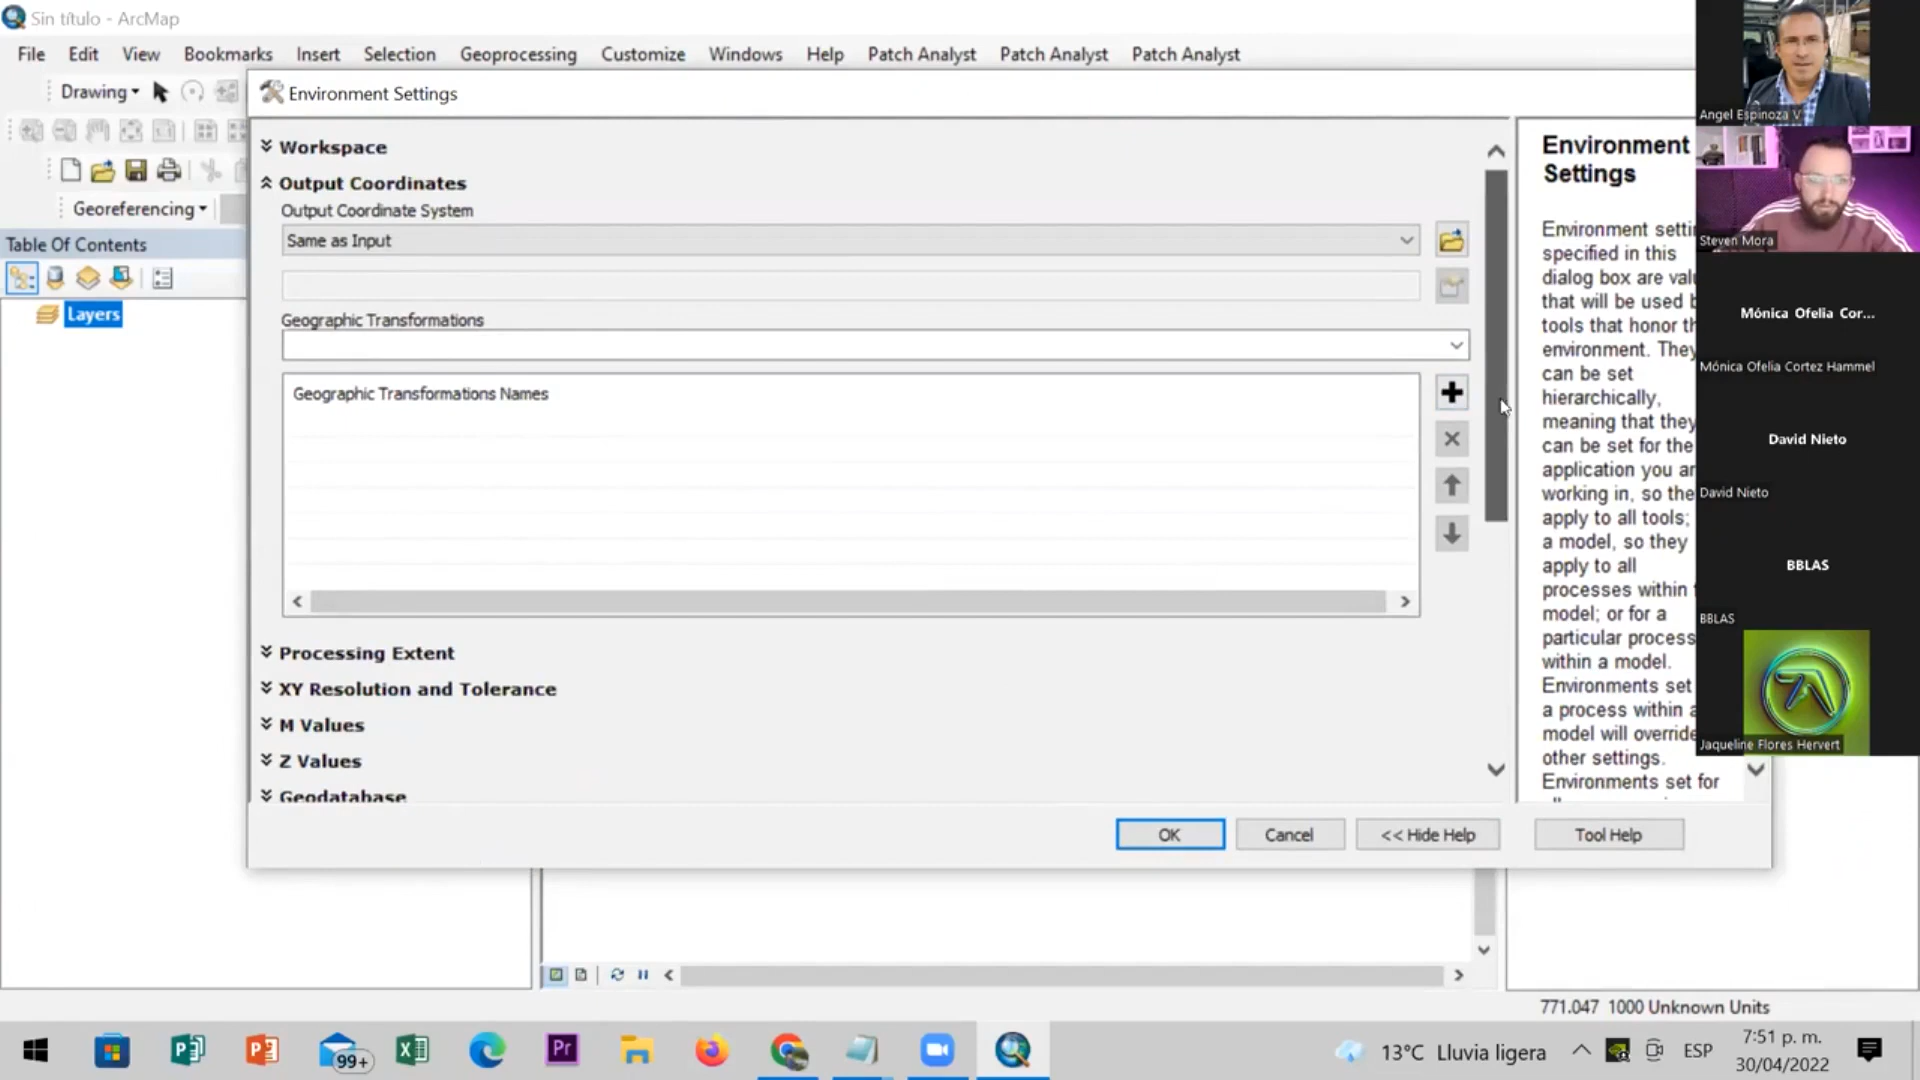 Sin título - ArcMap
File Edit View Bookmarks Insert Selection Geoprocessing Customize Windows Help Patch Analyst Patch Analyst Patch Analyst
Drawing
Georeferencing
Table Of Contents
Layers
Environment Settings
Workspace
Output Coordinates
Output Coordinate System
Same as Input
Geographic Transformations
Geographic Transformations Names
Processing Extent
XY Resolution and Tolerance
M Values
Z Values
Geodatabase
OK Cancel << Hide Help Tool Help
Environment
Settings
Environment setti
specified in this
dialog box are valu
that will be used b
tools that honor th
environment. They
can be set
hierarchically,
meaning that they
can be set for the
application you ar
working in, so the
apply to all tools;
a model, so they
apply to all
processes within
model; or for a
particular process
within a model.
Environments set
a process within a
model will override
other settings.
Environments set for
Angel Espinoza V
Steven Mora
Mónica Ofelia Cor...
Mónica Ofelia Cortez Hammel
David Nieto
David Nieto
BBLAS
BBLAS
Jaqueline Flores Hervert
771.047 1000 Unknown Units
99+
Pr
13°C Lluvia ligera
ESP
7:51 p. m.
30/04/2022